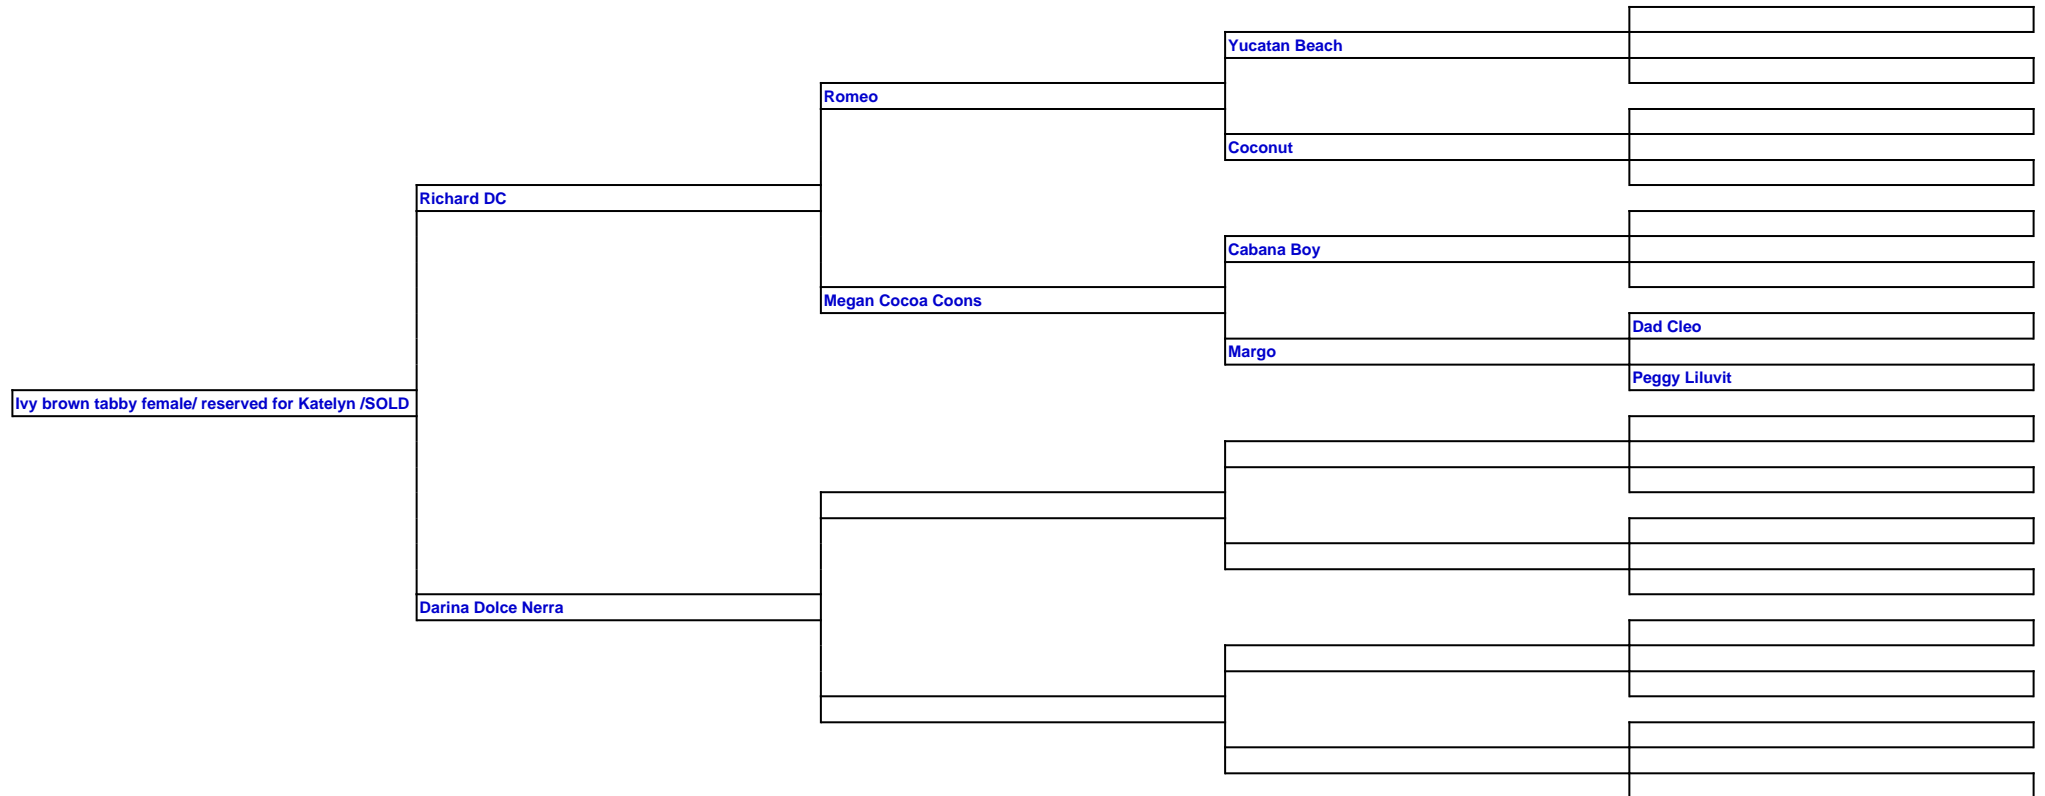 Yucatan Beach
Romeo
Coconut
Richard DC
Cabana Boy
Megan Cocoa Coons
Dad Cleo
Margo
Peggy Liluvit
Ivy brown tabby female/ reserved for Katelyn /SOLD
Darina Dolce Nerra